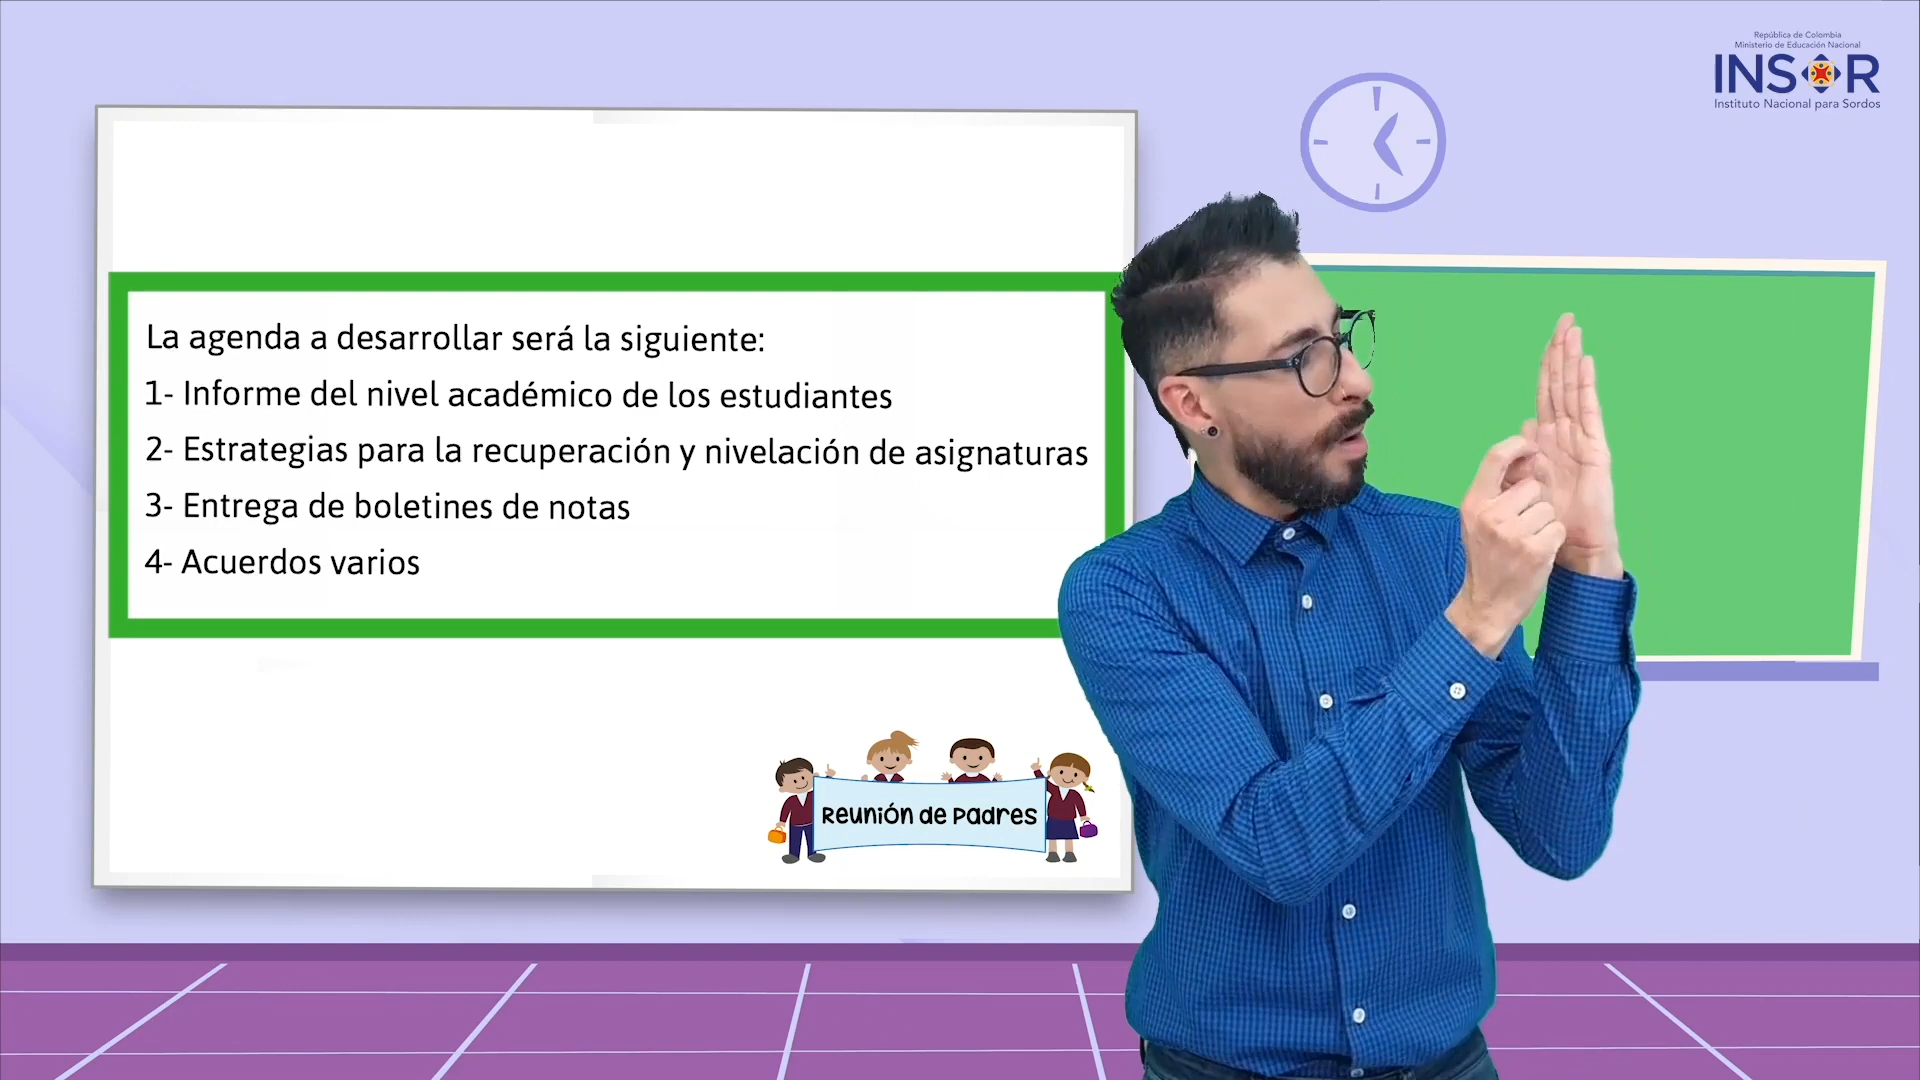 República de Colombia
Ministerio de Educación Nacional
INSOR
Instituto Nacional para Sordos
La agenda a desarrollar será la siguiente:
1- Informe del nivel académico de los estudiantes
2- Estrategias para la recuperación y nivelación de asignaturas
3- Entrega de boletines de notas
4- Acuerdos varios
Reunión de Padres